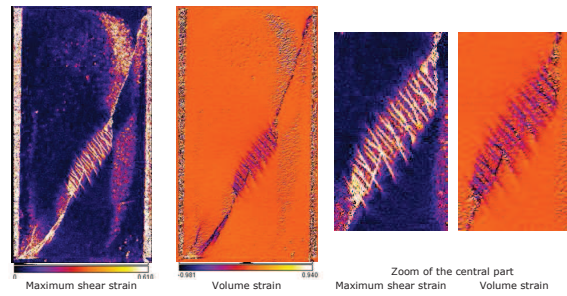 0 0.610
-0.981 0.940
Zoom of the central part
Maximum shear strain Volume strain Maximum shear strain Volume strain